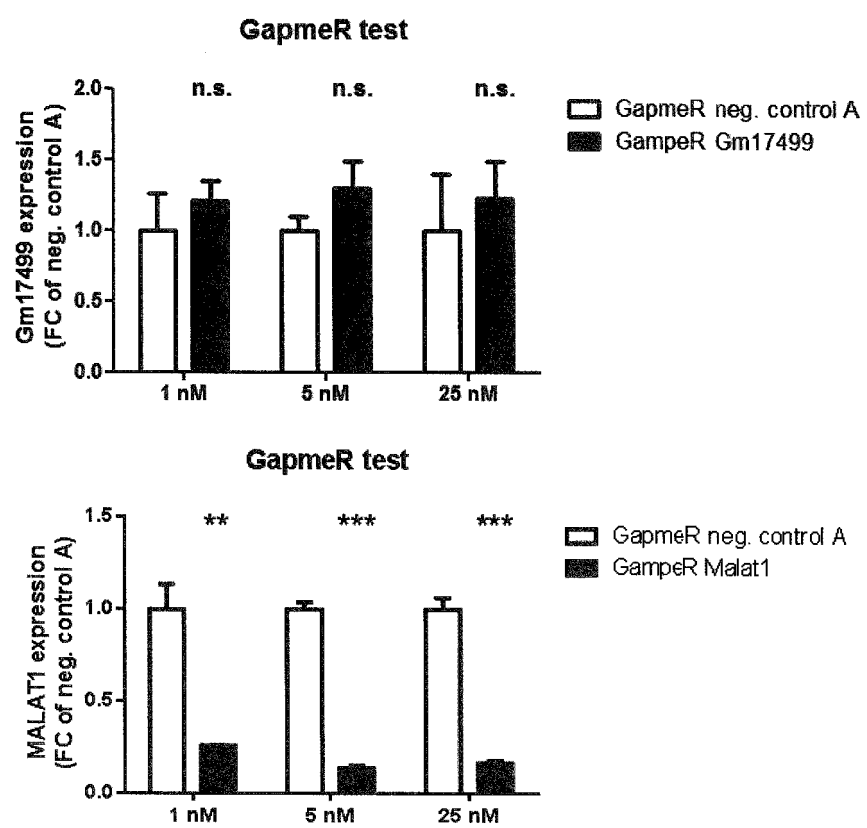 GapmeR test
Gm17499 expression
(FC of neg. control A)
2.0
1.5
1.0
0.5
0.0
n.s.
n.s.
n.s.
1 nM
5 nM
25 nM
GapmeR neg. control A
GampeR Gm17499
GapmeR test
MALAT1 expression
(FC of neg. control A)
1.5
1.0
0.5
0.0
**
***
***
1 nM
5 nM
25 nM
GapmeR neg. control A
GampeR Malat1